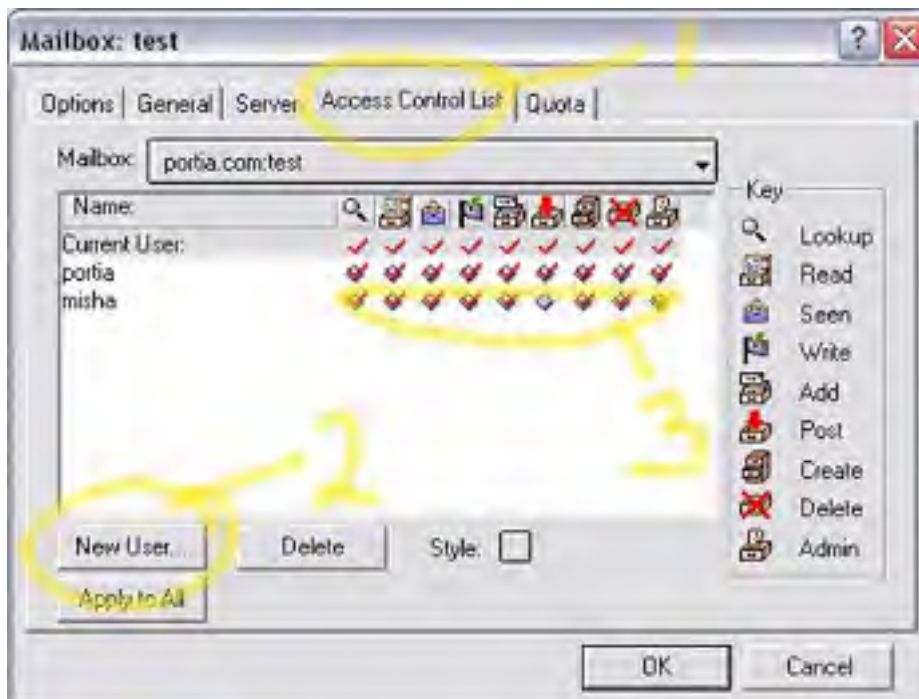 Mailbox: test
1
Options General Server Access Control List Quota
Mailbox: portia.com:test
Key
Name:
Current User:
portia
misha
Lookup
Read
Seen
Write
Add
Post
Create
Delete
Admin
2
3
New User... Delete Style:
Apply to All
OK Cancel